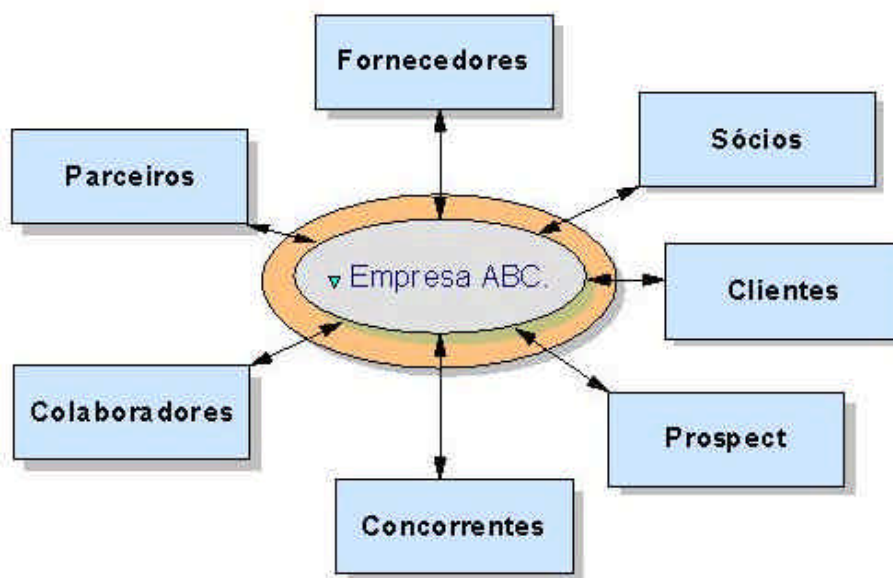 Fornecedores
Sócios
Parceiros
Empresa ABC.
Clientes
Colaboradores
Prospect
Concorrentes